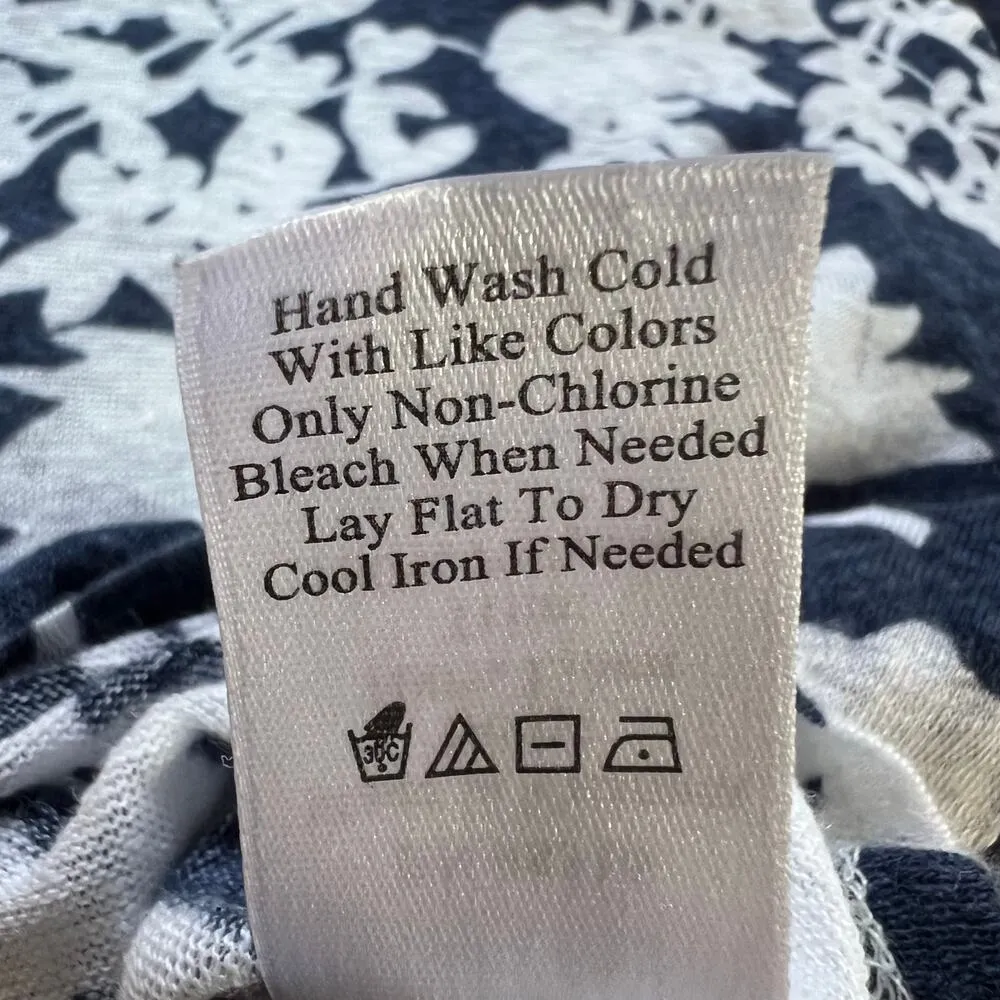 Hand Wash Cold
With Like Colors
Only Non-Chlorine
Bleach When Needed
Lay Flat To Dry
Cool Iron If Needed
30C